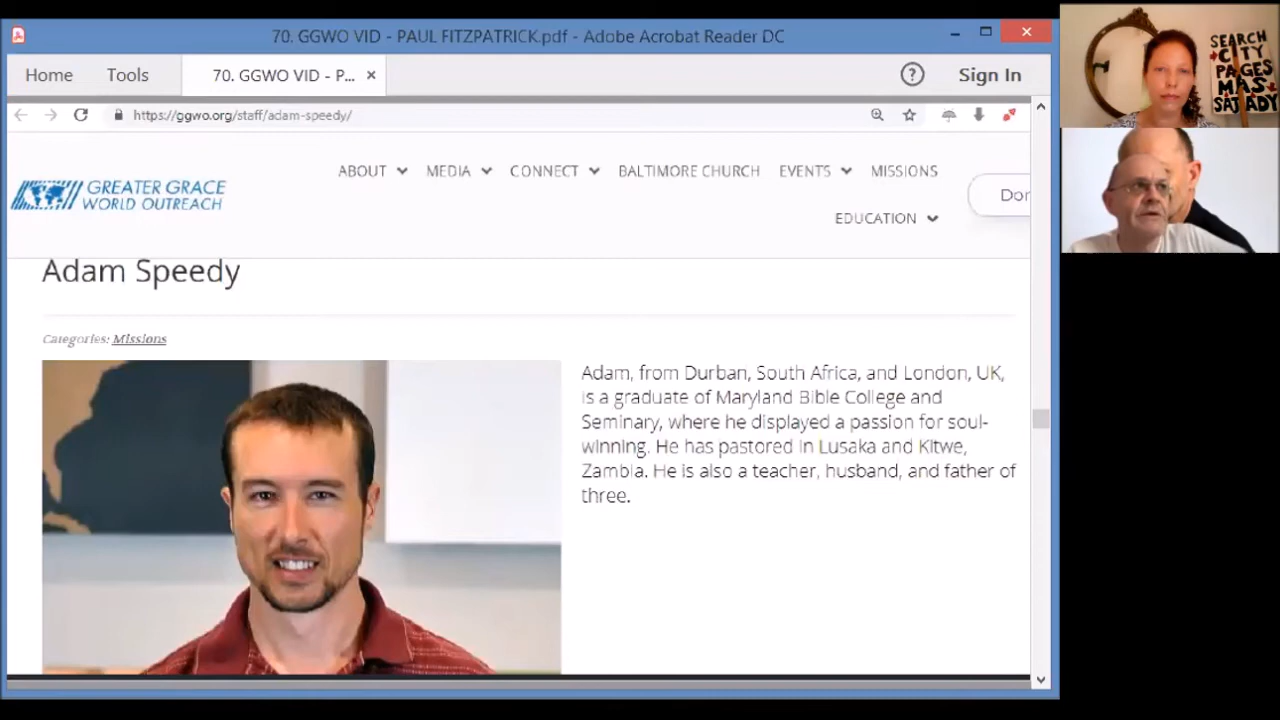 70. GGWO VID - PAUL FITZPATRICK.pdf - Adobe Acrobat Reader DC
Home Tools 70. GGWO VID - P... Sign In
https://ggwo.org/staff/adam-speedy/
ABOUT MEDIA CONNECT BALTIMORE CHURCH EVENTS MISSIONS
GREATER GRACE
WORLD OUTREACH
Don
EDUCATION
Adam Speedy
Categories: Missions
Adam, from Durban, South Africa, and London, UK,
is a graduate of Maryland Bible College and
Seminary, where he displayed a passion for soul-
winning. He has pastored in Lusaka and Kitwe,
Zambia. He is also a teacher, husband, and father of
three.
SEARCH
CITY
PAGES
MAS